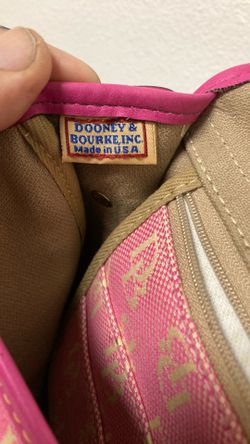 DOONEY &
BOURKE, INC.
Made in U.S.A.